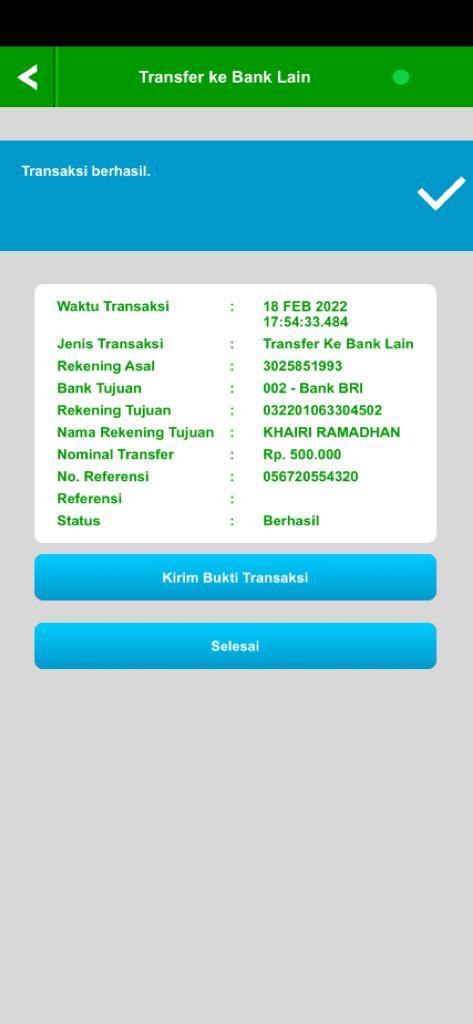 Transfer ke Bank Lain
Transaksi berhasil.
Waktu Transaksi : 18 FEB 2022
17:54:33.484
Jenis Transaksi : Transfer Ke Bank Lain
Rekening Asal : 3025851993
Bank Tujuan : 002 - Bank BRI
Rekening Tujuan : 032201063304502
Nama Rekening Tujuan : KHAIRI RAMADHAN
Nominal Transfer : Rp. 500.000
No. Referensi : 056720554320
Referensi :
Status : Berhasil
Kirim Bukti Transaksi
Selesai